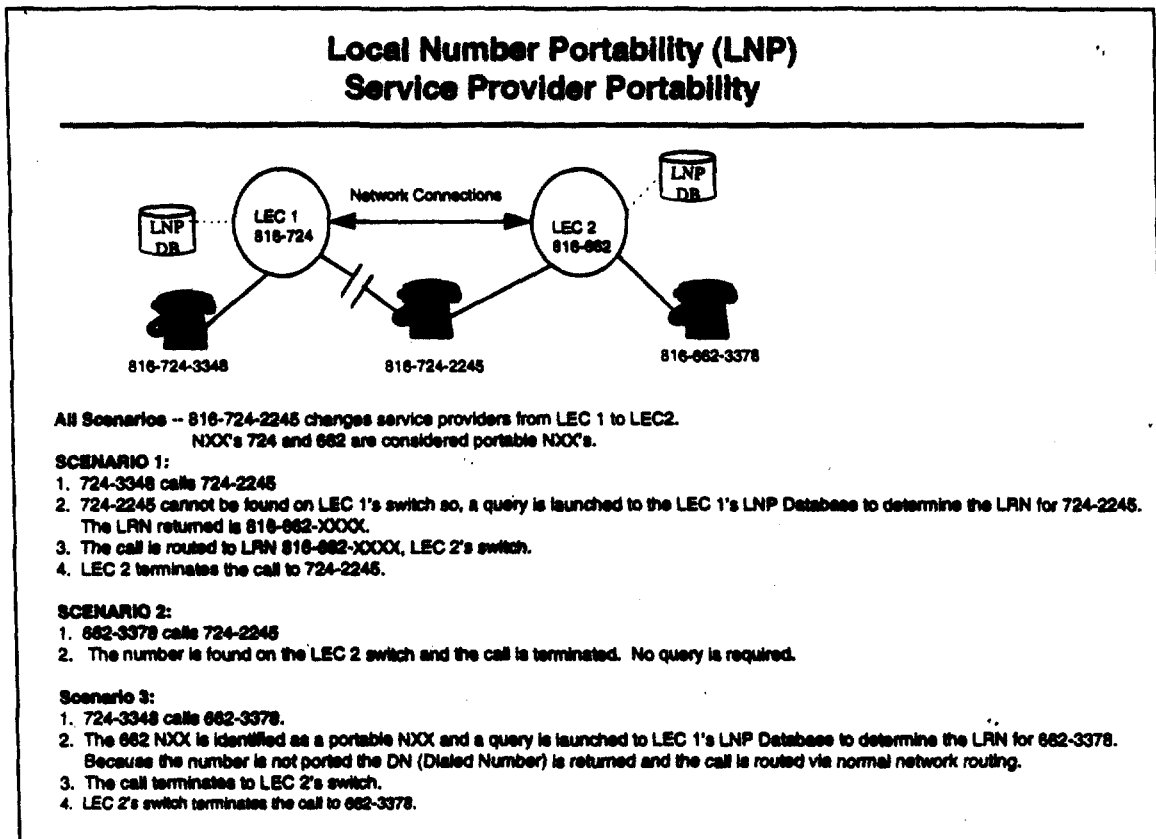 Local Number Portability (LNP)
Service Provider Portability
Network Connections
LNP
DB
LEC 1
816-724
LEC 2
816-662
LNP
DB
816-724-3348
816-724-2245
816-662-3378
All Scenarios -- 816-724-2245 changes service providers from LEC 1 to LEC2.
NXX's 724 and 662 are considered portable NXX's.
SCENARIO 1:
1. 724-3348 calls 724-2245
2. 724-2245 cannot be found on LEC 1's switch so, a query is launched to the LEC 1's LNP Database to determine the LRN for 724-2245.
The LRN returned is 816-662-XXXX.
3. The call is routed to LRN 816-662-XXXX, LEC 2's switch.
4. LEC 2 terminates the call to 724-2245.
SCENARIO 2:
1. 662-3378 calls 724-2245
2. The number is found on the LEC 2 switch and the call is terminated. No query is required.
Scenario 3:
1. 724-3348 calls 662-3378.
2. The 662 NXX is identified as a portable NXX and a query is launched to LEC 1's LNP Database to determine the LRN for 662-3378.
Because the number is not ported the DN (Dialed Number) is returned and the call is routed via normal network routing.
3. The call terminates to LEC 2's switch.
4. LEC 2's switch terminates the call to 662-3378.